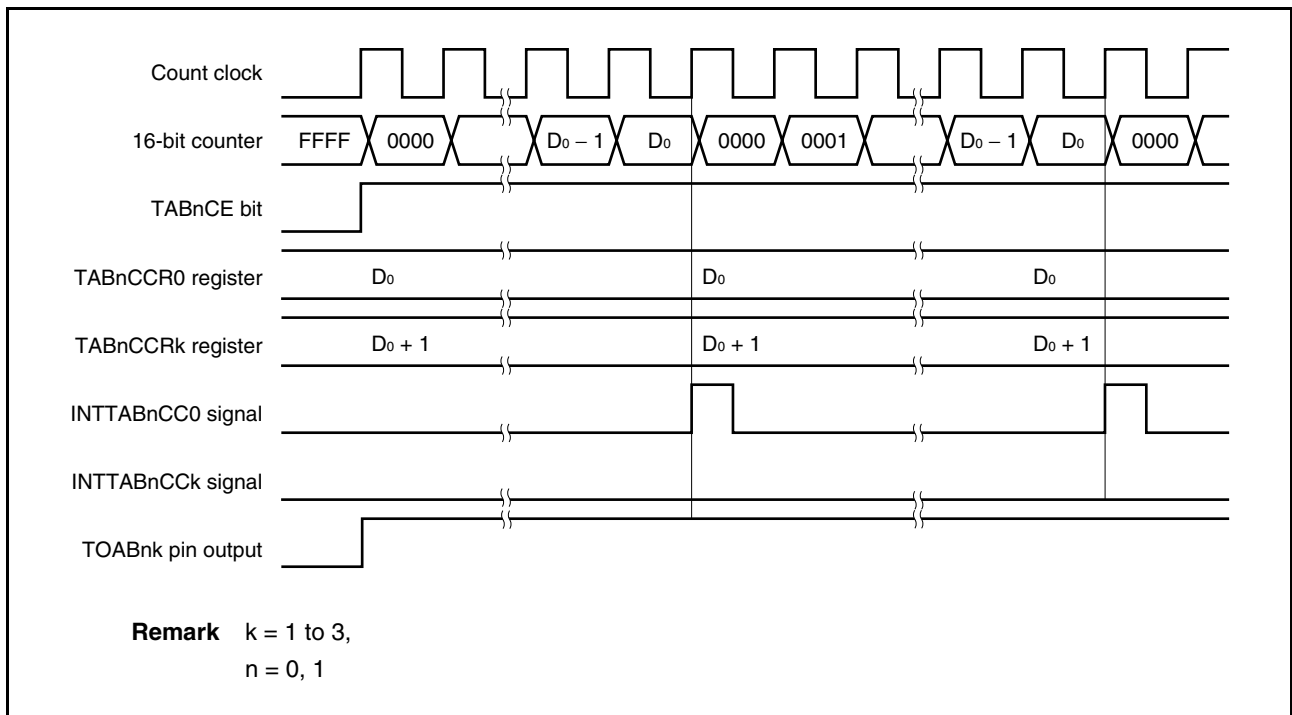 Count clock
16-bit counter FFFF 0000 D₀ − 1 D₀ 0000 0001 D₀ − 1 D₀ 0000
TABnCE bit
TABnCCR0 register D₀ D₀ D₀
TABnCCRk register D₀ + 1 D₀ + 1 D₀ + 1
INTTABnCC0 signal
INTTABnCCk signal
TOABnk pin output
Remark k = 1 to 3,
n = 0, 1